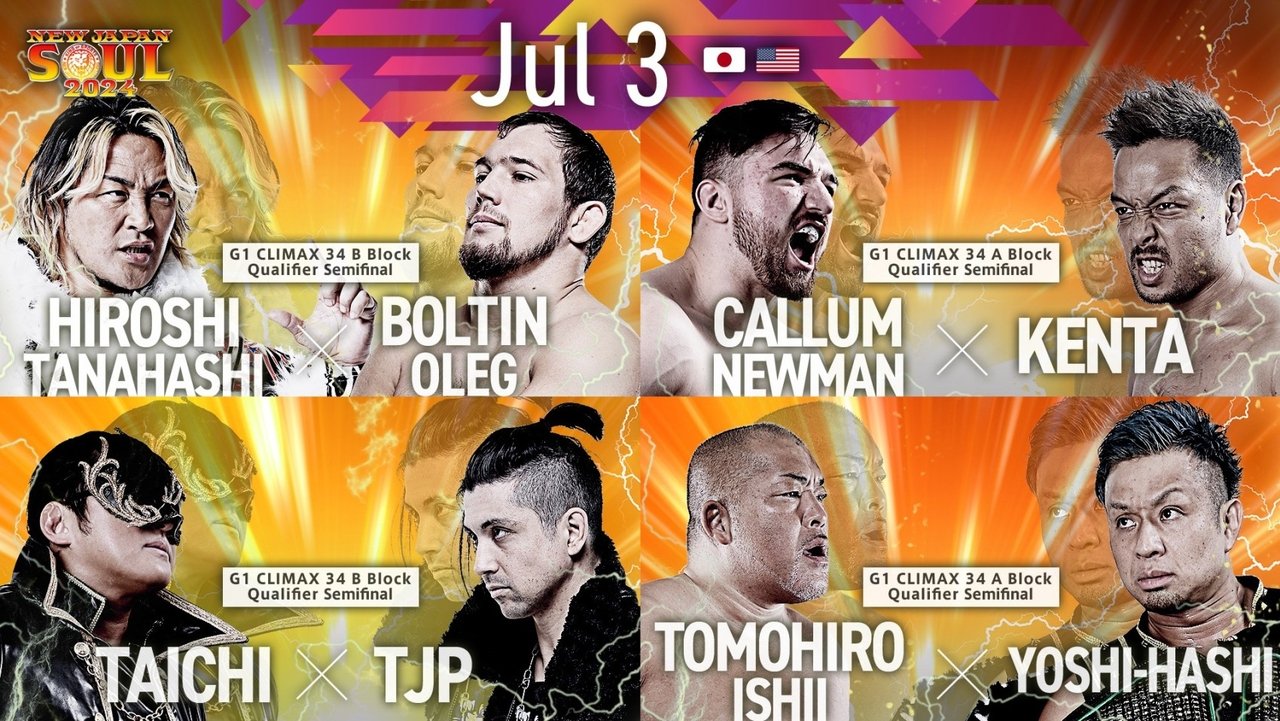 NEW JAPAN
SOUL
2024
Jul 3
G1 CLIMAX 34 B Block
Qualifier Semifinal
HIROSHI
TANAHASHI
×
BOLTIN
OLEG
G1 CLIMAX 34 A Block
Qualifier Semifinal
CALLUM
NEWMAN
×
KENTA
G1 CLIMAX 34 B Block
Qualifier Semifinal
TAICHI
×
TJP
G1 CLIMAX 34 A Block
Qualifier Semifinal
TOMOHIRO
ISHII
×
YOSHI-HASHI